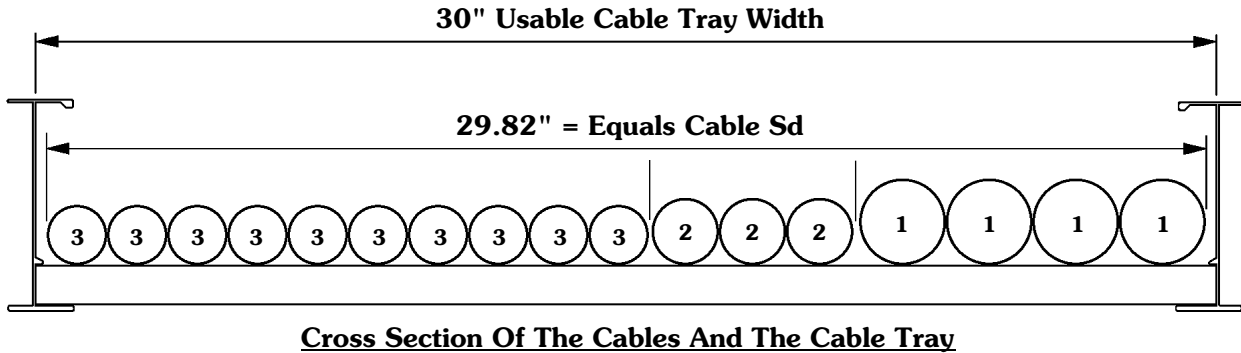 30" Usable Cable Tray Width
29.82" = Equals Cable Sd
3 3 3 3 3 3 3 3 3 3 2 2 2 1 1 1 1
Cross Section Of The Cables And The Cable Tray